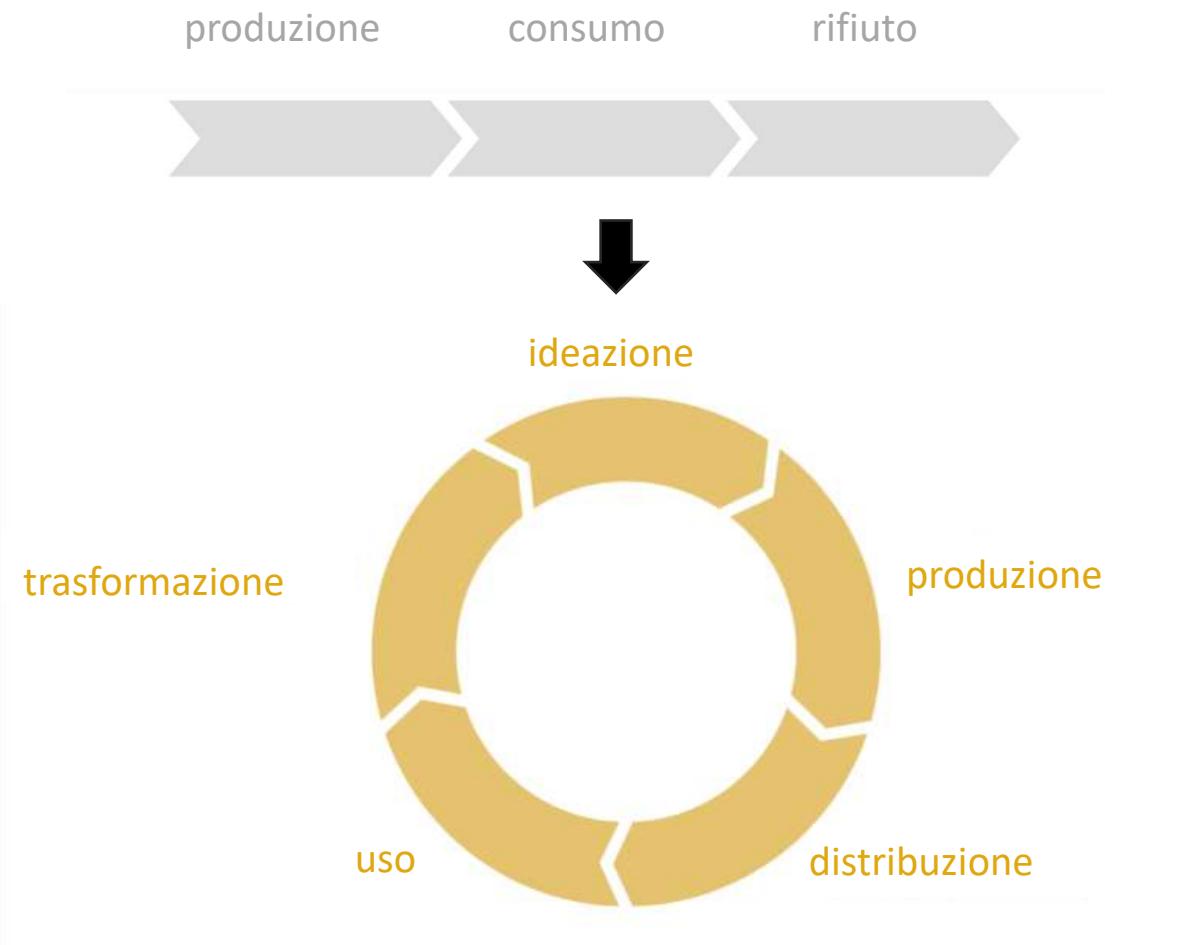 produzione consumo rifiuto
ideazione
trasformazione
produzione
uso
distribuzione